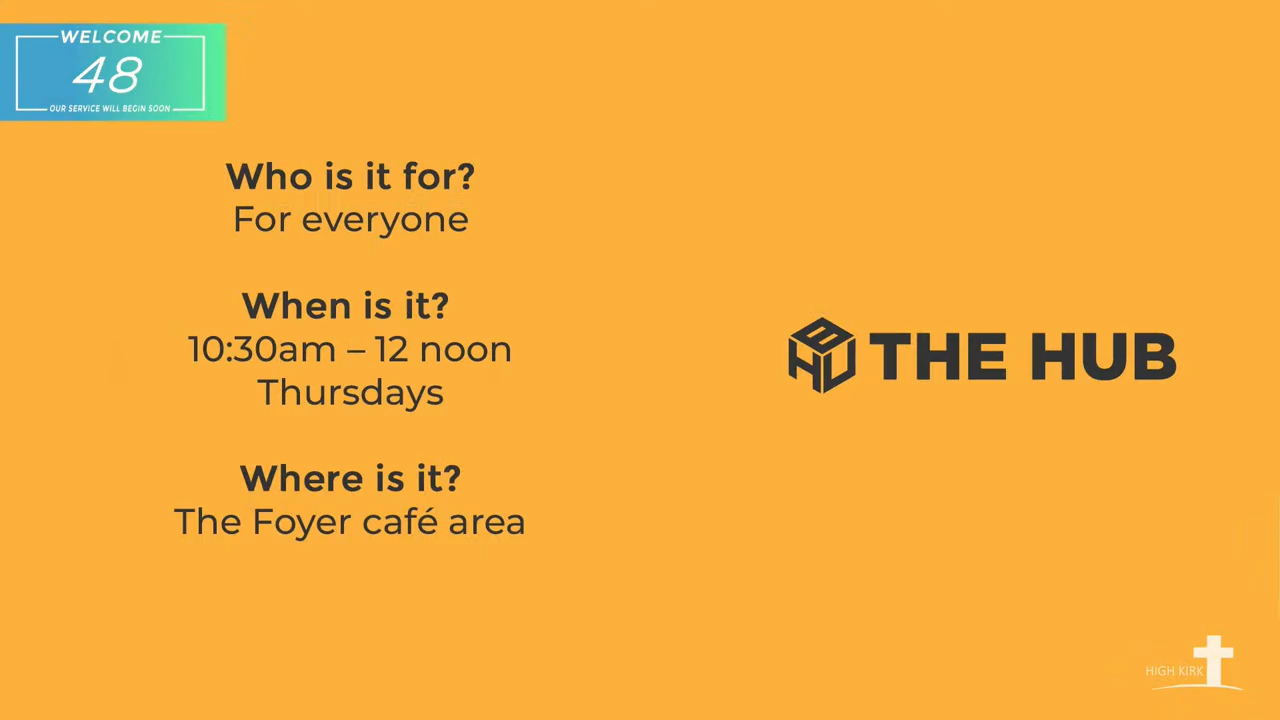 WELCOME
48
OUR SERVICE WILL BEGIN SOON
Who is it for?
For everyone
When is it?
10:30am – 12 noon
Thursdays
Where is it?
The Foyer café area
HUB
THE HUB
HIGH KIRK